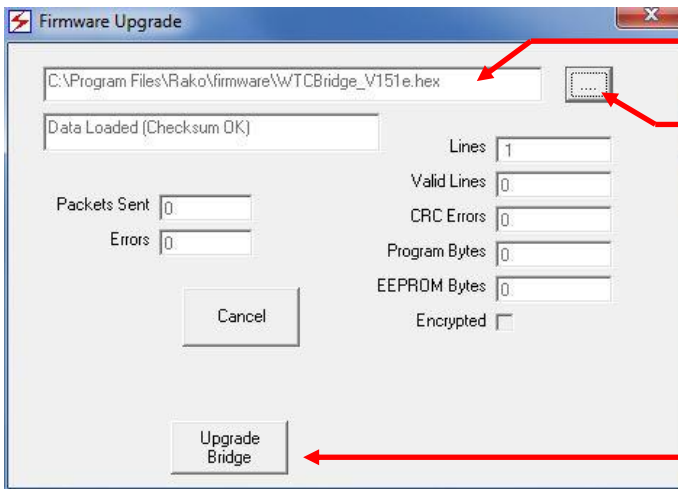 Firmware Upgrade
C:\Program Files\Rako\firmware\WTCBridge_V151e.hex
....
Data Loaded (Checksum OK)
Lines 1
Valid Lines 0
Packets Sent 0
CRC Errors 0
Errors 0
Program Bytes 0
EEPROM Bytes 0
Cancel
Encrypted
Upgrade
Bridge